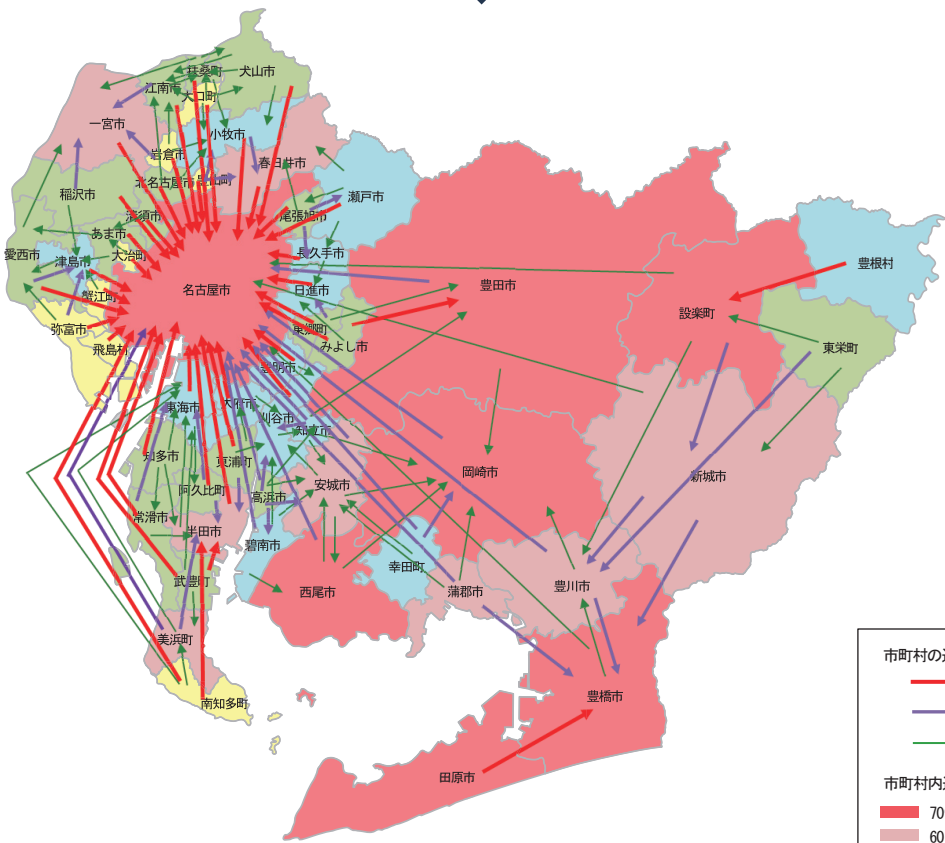 扶桑町
犬山市
江南市
大口町
一宮市
小牧市
岩倉市
春日井市
北名古屋市
豊山町
稲沢市
瀬戸市
清須市
尾張旭市
あま市
愛西市
津島市
大治町
長久手市
名古屋市
日進市
豊田市
豊根村
蟹江町
設楽町
弥富市
東郷町
飛島村
みよし市
東栄町
豊明市
東海市
大府市
刈谷市
知立市
知多市
東浦町
岡崎市
新城市
阿久比町
高浜市
安城市
常滑市
半田市
碧南市
幸田町
武豊町
西尾市
蒲郡市
豊川市
美浜町
南知多町
豊橋市
田原市
市町村の
市町村内
70
60